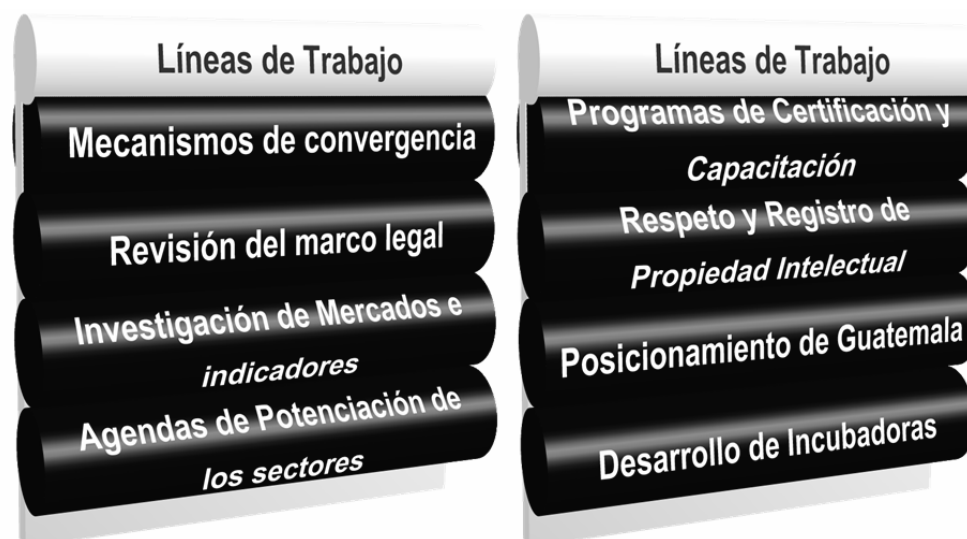 Líneas de Trabajo
Mecanismos de convergencia
Revisión del marco legal
Investigación de Mercados e
indicadores
Agendas de Potenciación de
los sectores
Líneas de Trabajo
Programas de Certificación y
Capacitación
Respeto y Registro de
Propiedad Intelectual
Posicionamiento de Guatemala
Desarrollo de Incubadoras